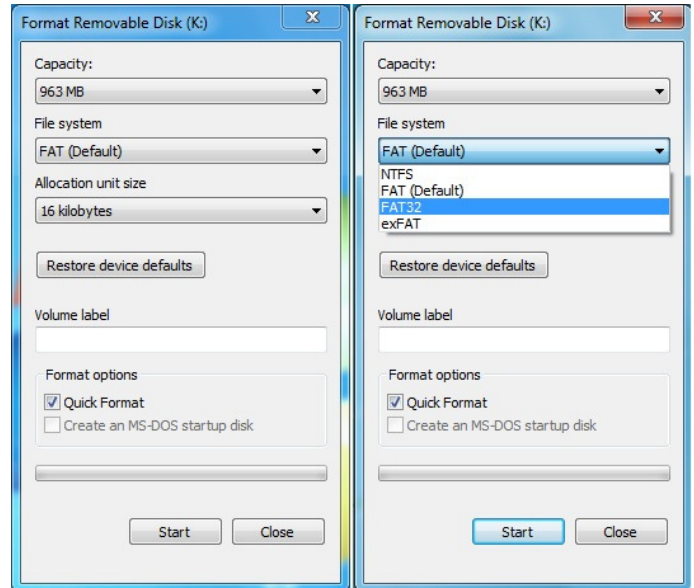 Format Removable Disk (K:)
X
Capacity:
963 MB
File system
FAT (Default)
Allocation unit size
16 kilobytes
Restore device defaults
Volume label
Format options
Quick Format
Create an MS-DOS startup disk
Start
Close
Format Removable Disk (K:)
X
Capacity:
963 MB
File system
FAT (Default)
NTFS
FAT (Default)
FAT32
exFAT
Restore device defaults
Volume label
Format options
Quick Format
Create an MS-DOS startup disk
Start
Close